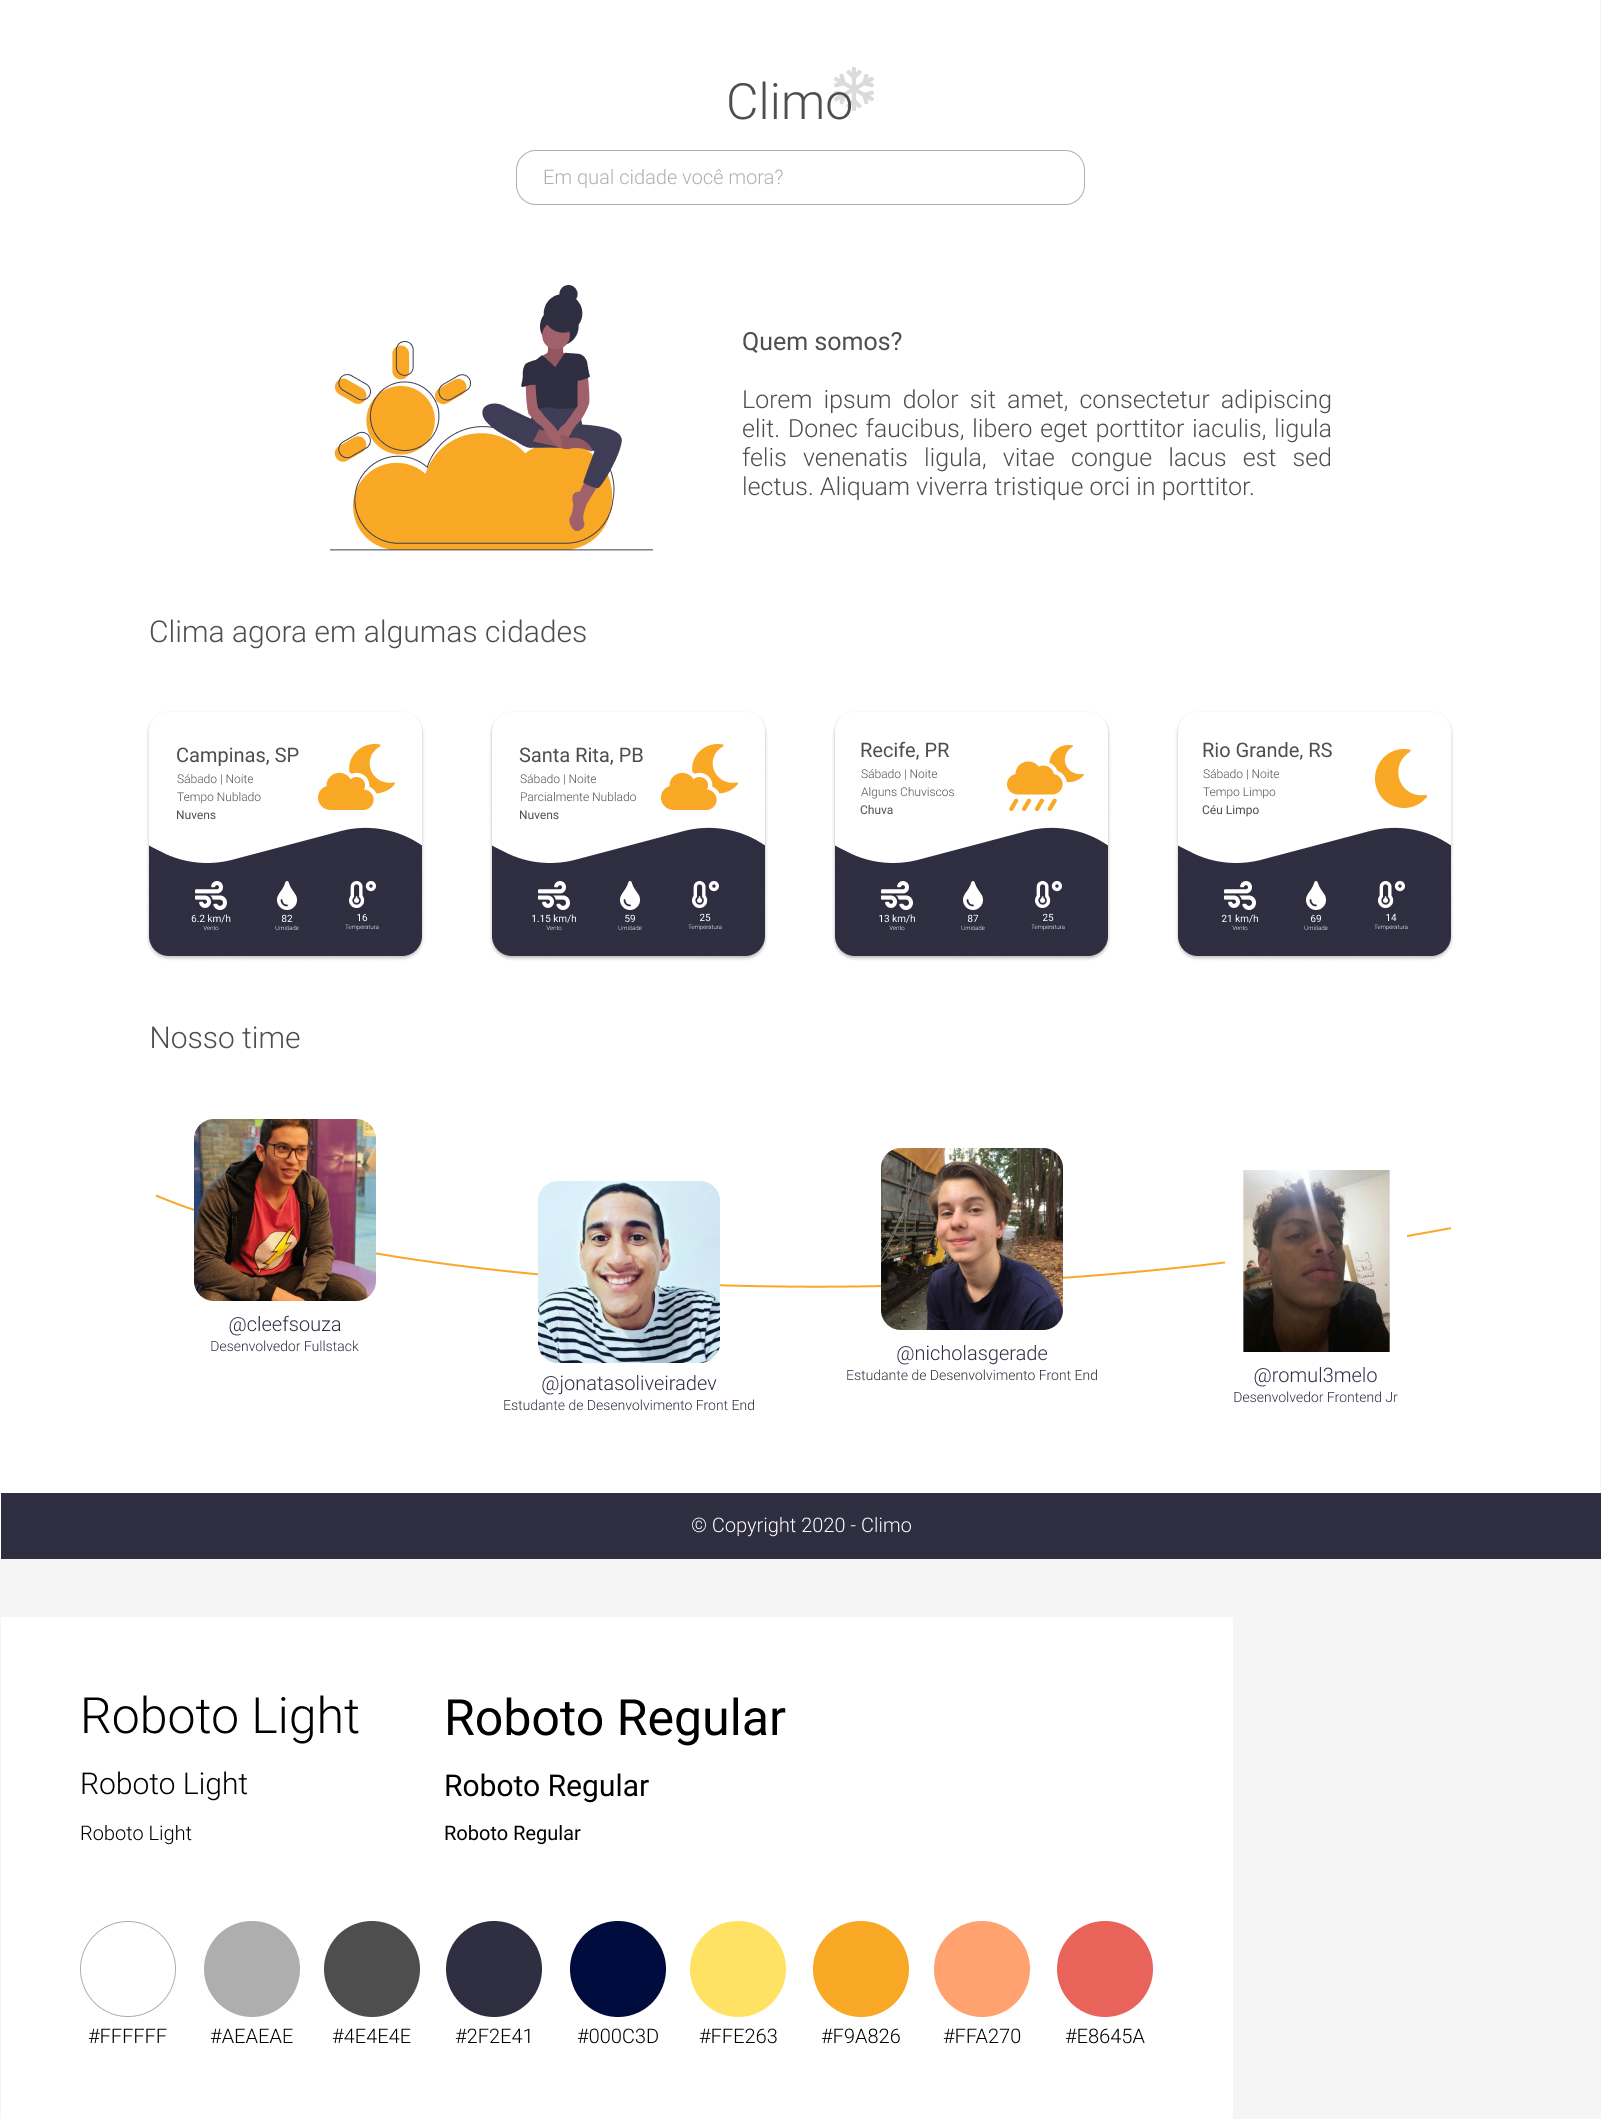 Climo
Em qual cidade você mora?
Quem somos?
Lorem ipsum dolor sit amet, consectetur adipiscing
elit. Donec faucibus, libero eget porttitor iaculis, ligula
felis venenatis ligula, vitae congue lacus est sed
lectus. Aliquam viverra tristique orci in porttitor.
Clima agora em algumas cidades
Campinas, SP
Sábado | Noite
Tempo Nublado
Nuvens
6.2 km/h
Vento
82
Umidade
16
Temperatura
Santa Rita, PB
Sábado | Noite
Parcialmente Nublado
Nuvens
1.15 km/h
Vento
59
Umidade
25
Temperatura
Recife, PR
Sábado | Noite
Alguns Chuviscos
Chuva
13 km/h
Vento
87
Umidade
25
Temperatura
Rio Grande, RS
Sábado | Noite
Tempo Limpo
Céu Limpo
21 km/h
Vento
69
Umidade
14
Temperatura
Nosso time
@cleefsouza
Desenvolvedor Fullstack
@jonatasoliveiradev
Estudante de Desenvolvimento Front End
@nicholasgerade
Estudante de Desenvolvimento Front End
@romul3melo
Desenvolvedor Frontend Jr
© Copyright 2020 - Climo
Roboto Light
Roboto Light
Roboto Light
Roboto Regular
Roboto Regular
Roboto Regular
#FFFFFF
#AEAEAE
#4E4E4E
#2F2E41
#000C3D
#FFE263
#F9A826
#FFA270
#E8645A